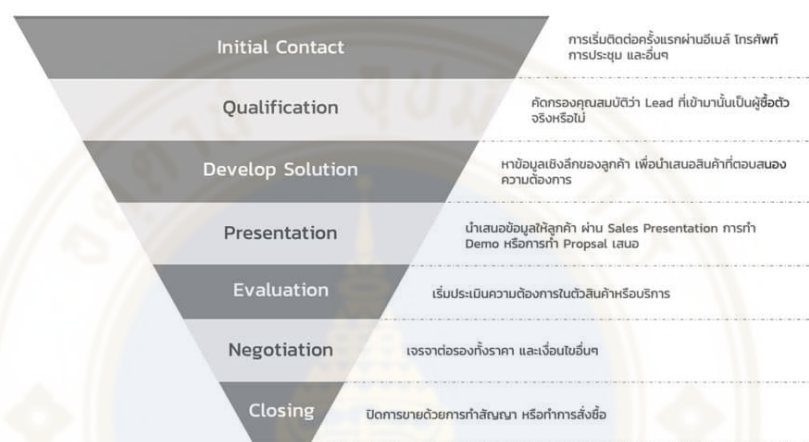 Initial Contact
การเริ่มติดต่อครั้งแรกผ่านอีเมล์ โทรศัพท์
การประชุม และอื่นๆ
Qualification
คัดกรองคุณสมบัติว่า Lead ที่เข้ามานั้นเป็นผู้ซื้อตัว
จริงหรือไม่
Develop Solution
หาข้อมูลเชิงลึกของลูกค้า เพื่อนำเสนอสินค้าที่ตอบสนอง
ความต้องการ
Presentation
นำเสนอข้อมูลให้ลูกค้า ผ่าน Sales Presentation การทำ
Demo หรือการทำ Propsal เสนอ
Evaluation
เริ่มประเมินความต้องการในตัวสินค้าหรือบริการ
Negotiation
เจรจาต่อรองทั้งราคา และเงื่อนไขอื่นๆ
Closing
ปิดการขายด้วยการทำสัญญา หรือทำการสั่งซื้อ